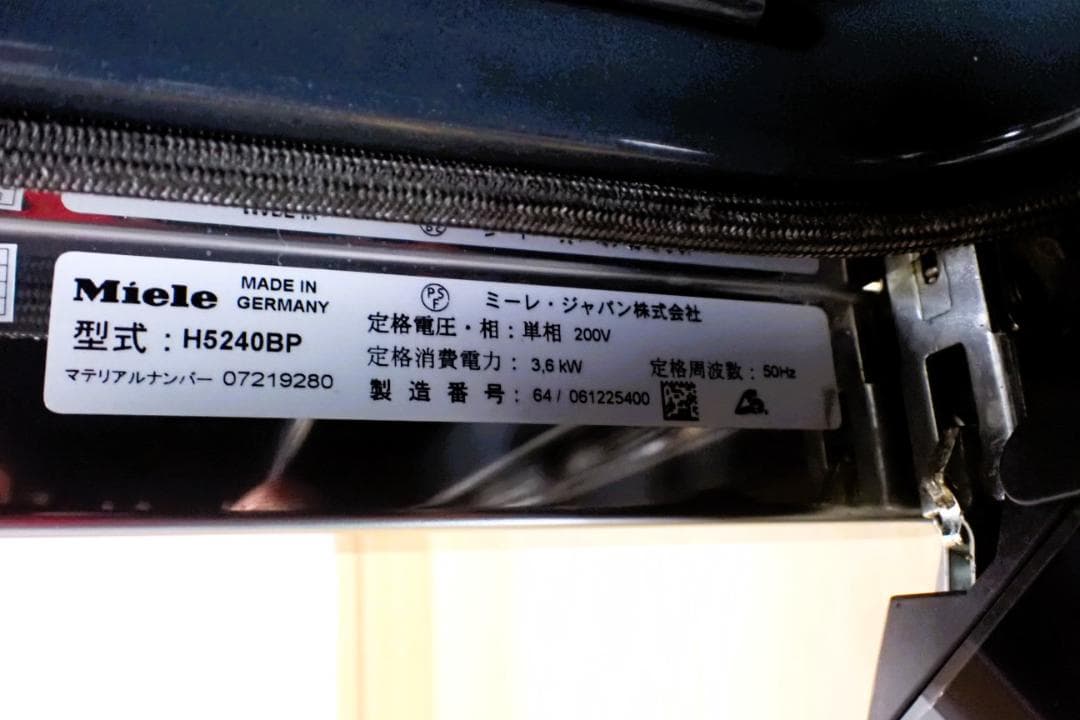 Miele MADE IN
GERMANY
型式:H5240BP
マテリアルナンバー 07219280
PS
E
ミーレ・ジャパン株式会社
定格電圧・相:単相 200V
定格消費電力: 3,6 kW
定格周波数:50Hz
製造番号:64/ 061225400